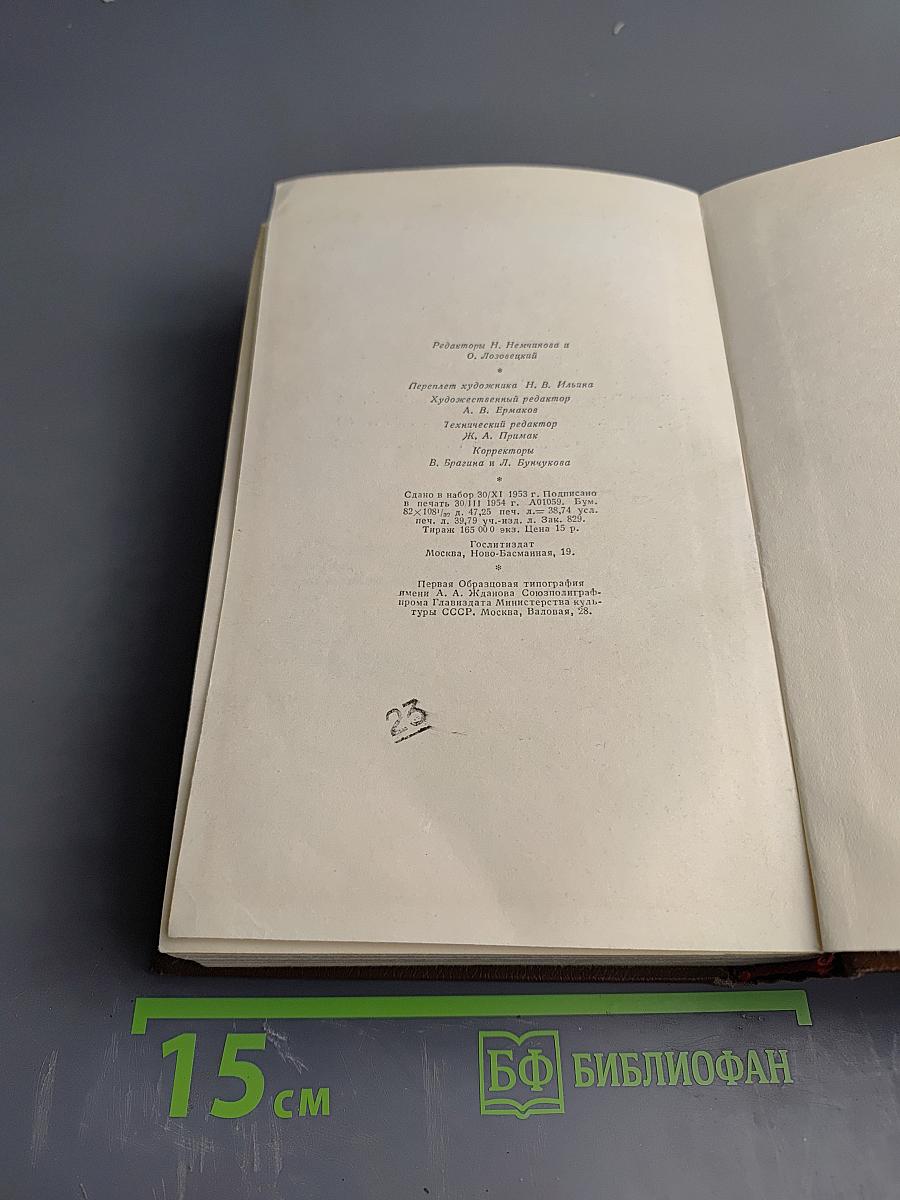 Редакторы Н. Немчинова и
О. Лозовецкий
*
Переплет художника Н. В. Ильина
Художественный редактор
А. В. Ермаков
Технический редактор
Ж. А. Примак
Корректоры
В. Брагина и Л. Бунчукова
*
Сдано в набор 30/XI 1953 г. Подписано
в печать 30/III 1954 г. А01059. Бум.
82×108¹/₃₂ д. 47,25 печ. л.= 38,74 усл.
печ. л. 39,79 уч.-изд. л. Зак. 829.
Тираж 165 000 экз. Цена 15 р.
Гослитиздат
Москва, Ново-Басманная, 19.
*
Первая Образцовая типография
имени А. А. Жданова Союзполиграф-
прома Главиздата Министерства куль-
туры СССР. Москва, Валовая, 28.
23
15 см
БФ БИБЛИОФАН